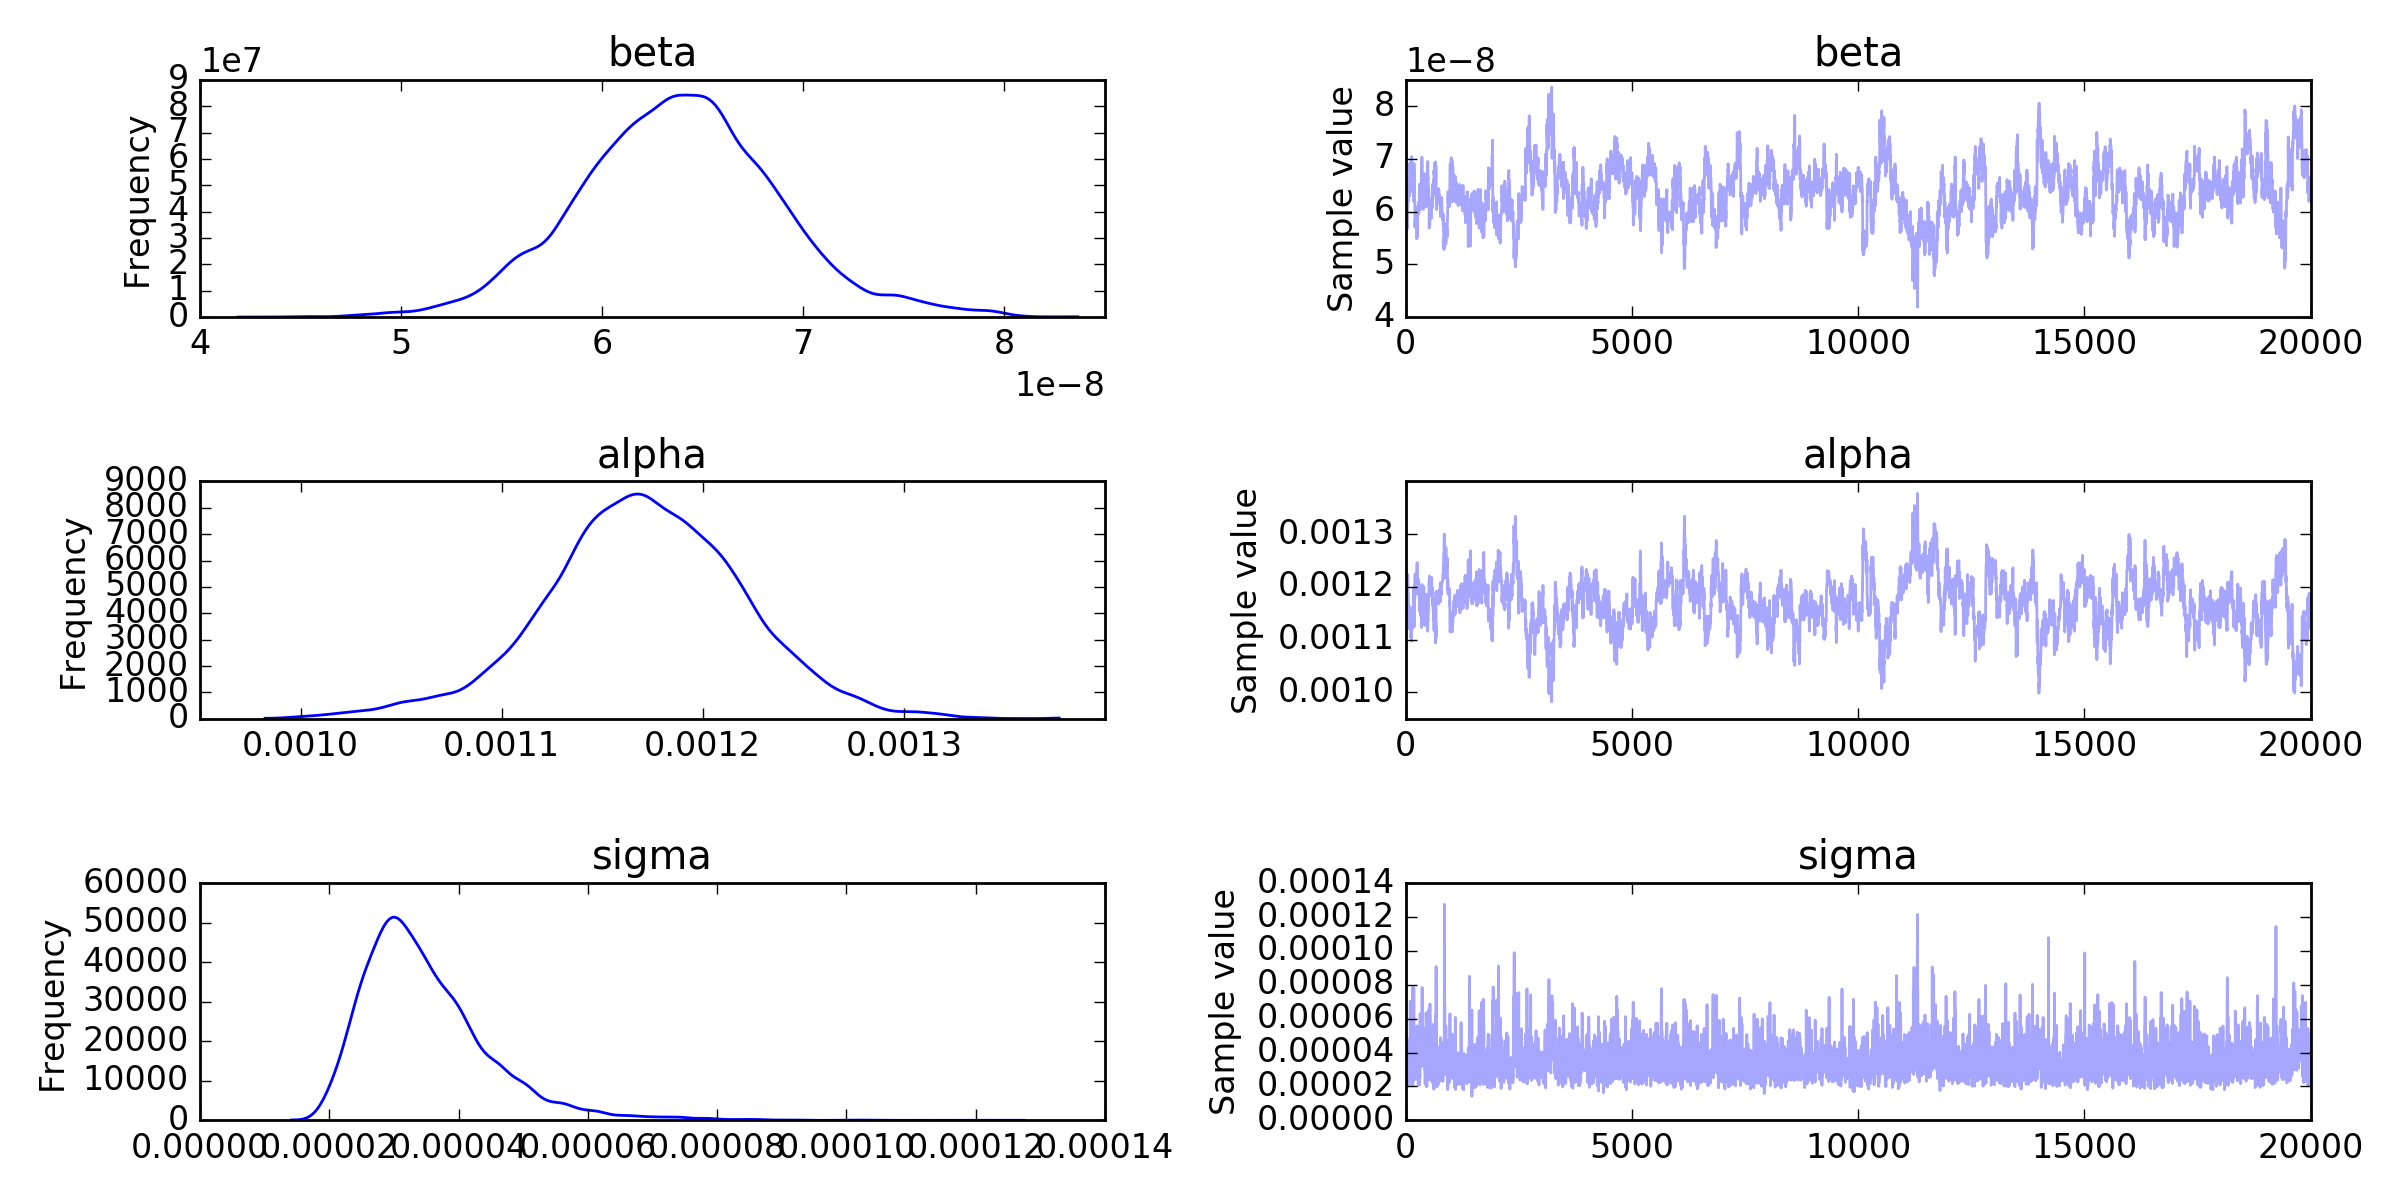 beta
1e7
Frequency
9
8
7
6
5
4
3
2
1
0
4 5 6 7 8
1e−8
beta
1e−8
Sample value
8
7
6
5
4
0 5000 10000 15000 20000
alpha
Frequency
9000
8000
7000
6000
5000
4000
3000
2000
1000
0
0.0010 0.0011 0.0012 0.0013
alpha
Sample value
0.0013
0.0012
0.0011
0.0010
0 5000 10000 15000 20000
sigma
Frequency
60000
50000
40000
30000
20000
10000
0
0.00000 0.00002 0.00004 0.00006 0.00008 0.00010 0.00012 0.00014
sigma
Sample value
0.00014
0.00012
0.00010
0.00008
0.00006
0.00004
0.00002
0.00000
0 5000 10000 15000 20000